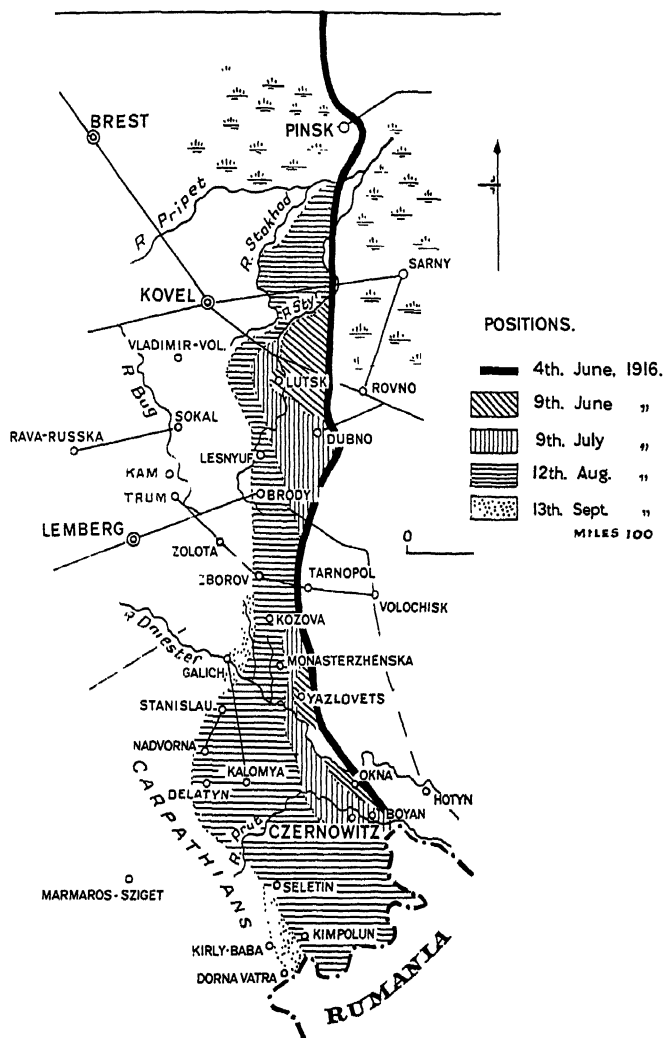 BREST
PINSK
R Pripet
R. Stokhod
SARNY
KOVEL
R Sty
VLADIMIR-VOL.
R Bug
LUTSK
ROVNO
SOKAL
RAVA-RUSSKA
DUBNO
LESNYUF
KAM
TRUM
BRODY
LEMBERG
ZOLOTA
ZBOROV
TARNOPOL
VOLOCHISK
KOZOVA
R Dniester
MONASTERZHENSKA
GALICH
YAZLOVETS
STANISLAU
NADVORNA
KALOMYA
OKNA
DELATYN
HOTYN
BOYAN
CZERNOWITZ
R. Prut
CARPATHIANS
MARMAROS-SZIGET
SELETIN
KIMPOLUN
KIRLY-BABA
DORNA VATRA
RUMANIA
POSITIONS.
4th. June, 1916.
9th. June "
9th. July "
12th. Aug. "
13th. Sept. "
0 MILES 100